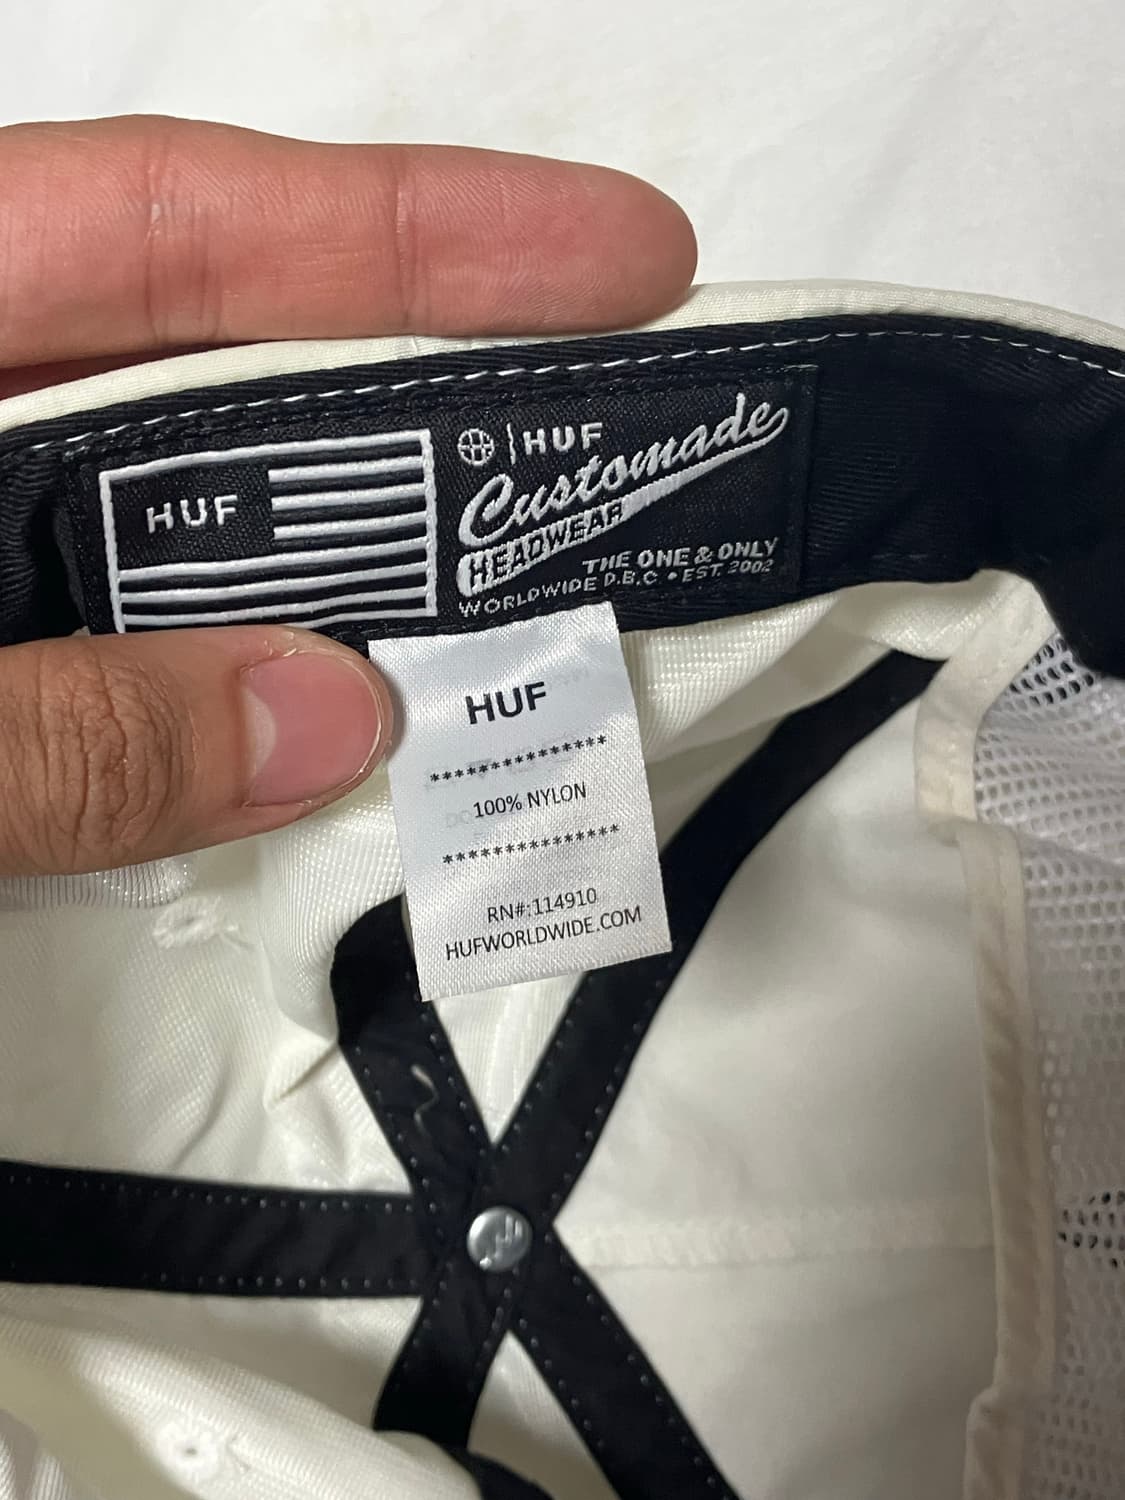 HUF
HUF
Customade
HEADWEAR
THE ONE & ONLY
WORLDWIDE D.B.C • EST. 2002
HUF
***************
100% NYLON
***************
RN#:114910
HUFWORLDWIDE.COM